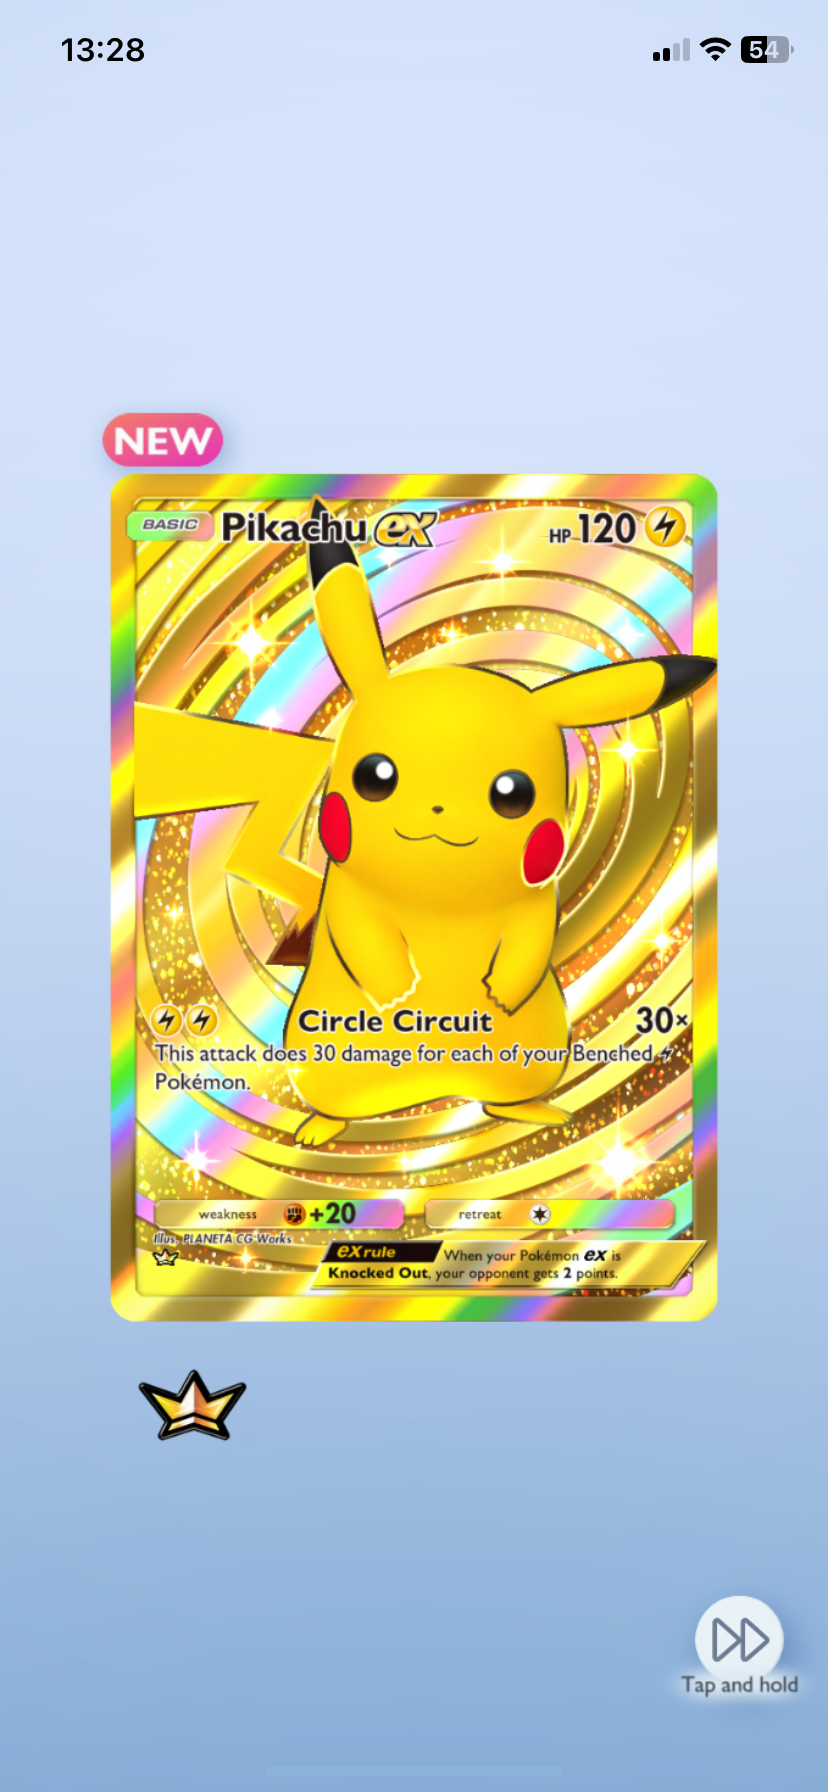 13:28
54
NEW
BASIC Pikachu ex HP 120
Circle Circuit 30×
This attack does 30 damage for each of your Benched
Pokémon.
weakness +20 retreat
Illus. PLANETA CG Works
ex rule When your Pokémon ex is
Knocked Out, your opponent gets 2 points.
Tap and hold